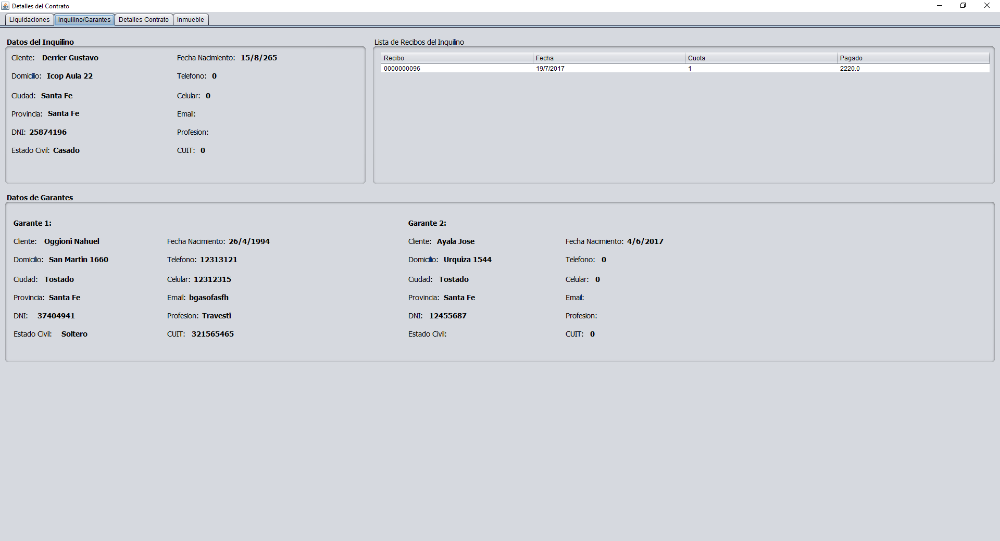 Detalles del Contrato
Liquidaciones Inquilino/Garantes Detalles Contrato Inmueble
Datos del Inquilino
Cliente: Derrier Gustavo Fecha Nacimiento: 15/8/265
Domicilio: Icop Aula 22 Telefono: 0
Ciudad: Santa Fe Celular: 0
Provincia: Santa Fe Email:
DNI: 25874196 Profesion:
Estado Civil: Casado CUIT: 0
Lista de Recibos del Inquilino
Recibo Fecha Cuota Pagado
0000000096 19/7/2017 1 2220.0
Datos de Garantes
Garante 1:
Cliente: Oggioni Nahuel Fecha Nacimiento: 26/4/1994
Domicilio: San Martin 1660 Telefono: 12313121
Ciudad: Tostado Celular: 12312315
Provincia: Santa Fe Email: bgasofasfh
DNI: 37404941 Profesion: Travesti
Estado Civil: Soltero CUIT: 321565465
Garante 2:
Cliente: Ayala Jose Fecha Nacimiento: 4/6/2017
Domicilio: Urquiza 1544 Telefono: 0
Ciudad: Tostado Celular: 0
Provincia: Santa Fe Email:
DNI: 12455687 Profesion:
Estado Civil: CUIT: 0